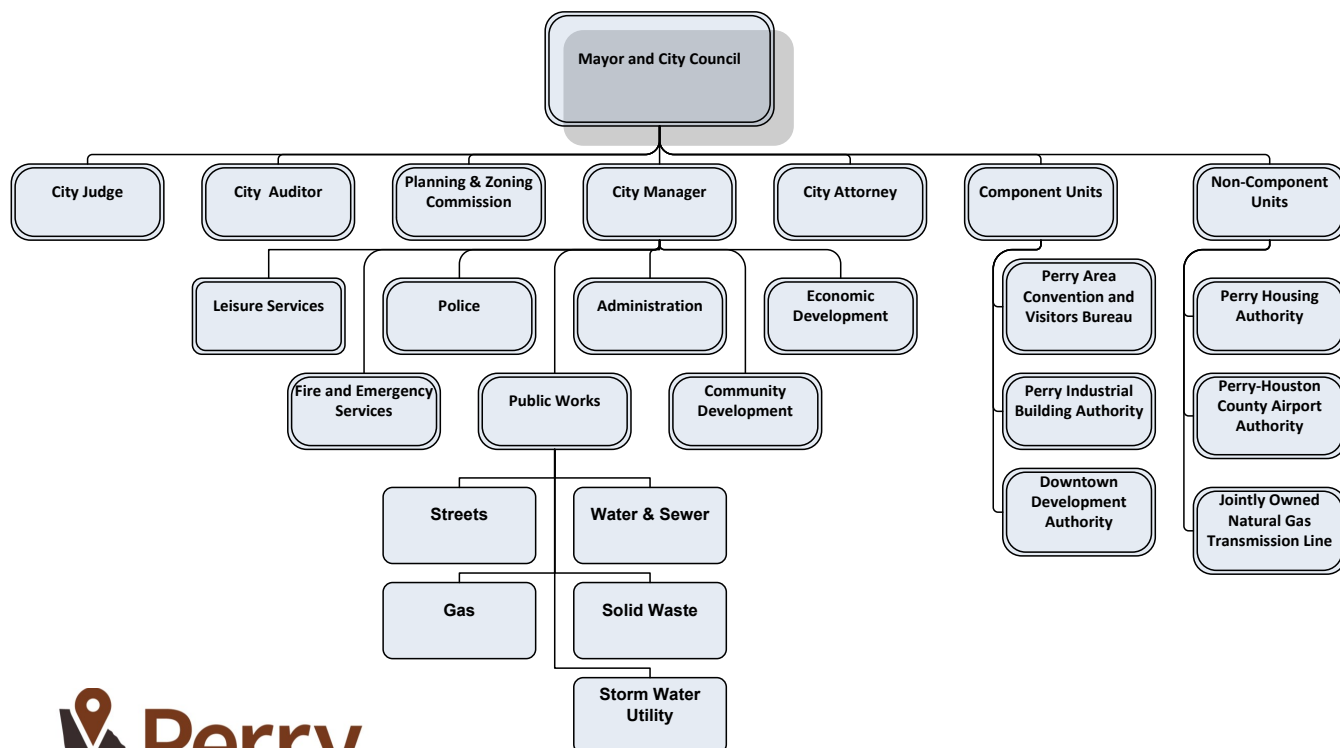 Mayor and City Council
City Judge
City Auditor
Planning & Zoning
Commission
City Manager
City Attorney
Component Units
Non-Component
Units
Leisure Services
Police
Administration
Economic
Development
Perry Area
Convention and
Visitors Bureau
Perry Housing
Authority
Fire and Emergency
Services
Public Works
Community
Development
Perry Industrial
Building Authority
Perry-Houston
County Airport
Authority
Streets
Water & Sewer
Downtown
Development
Authority
Jointly Owned
Natural Gas
Transmission Line
Gas
Solid Waste
Storm Water
Utility
Perry